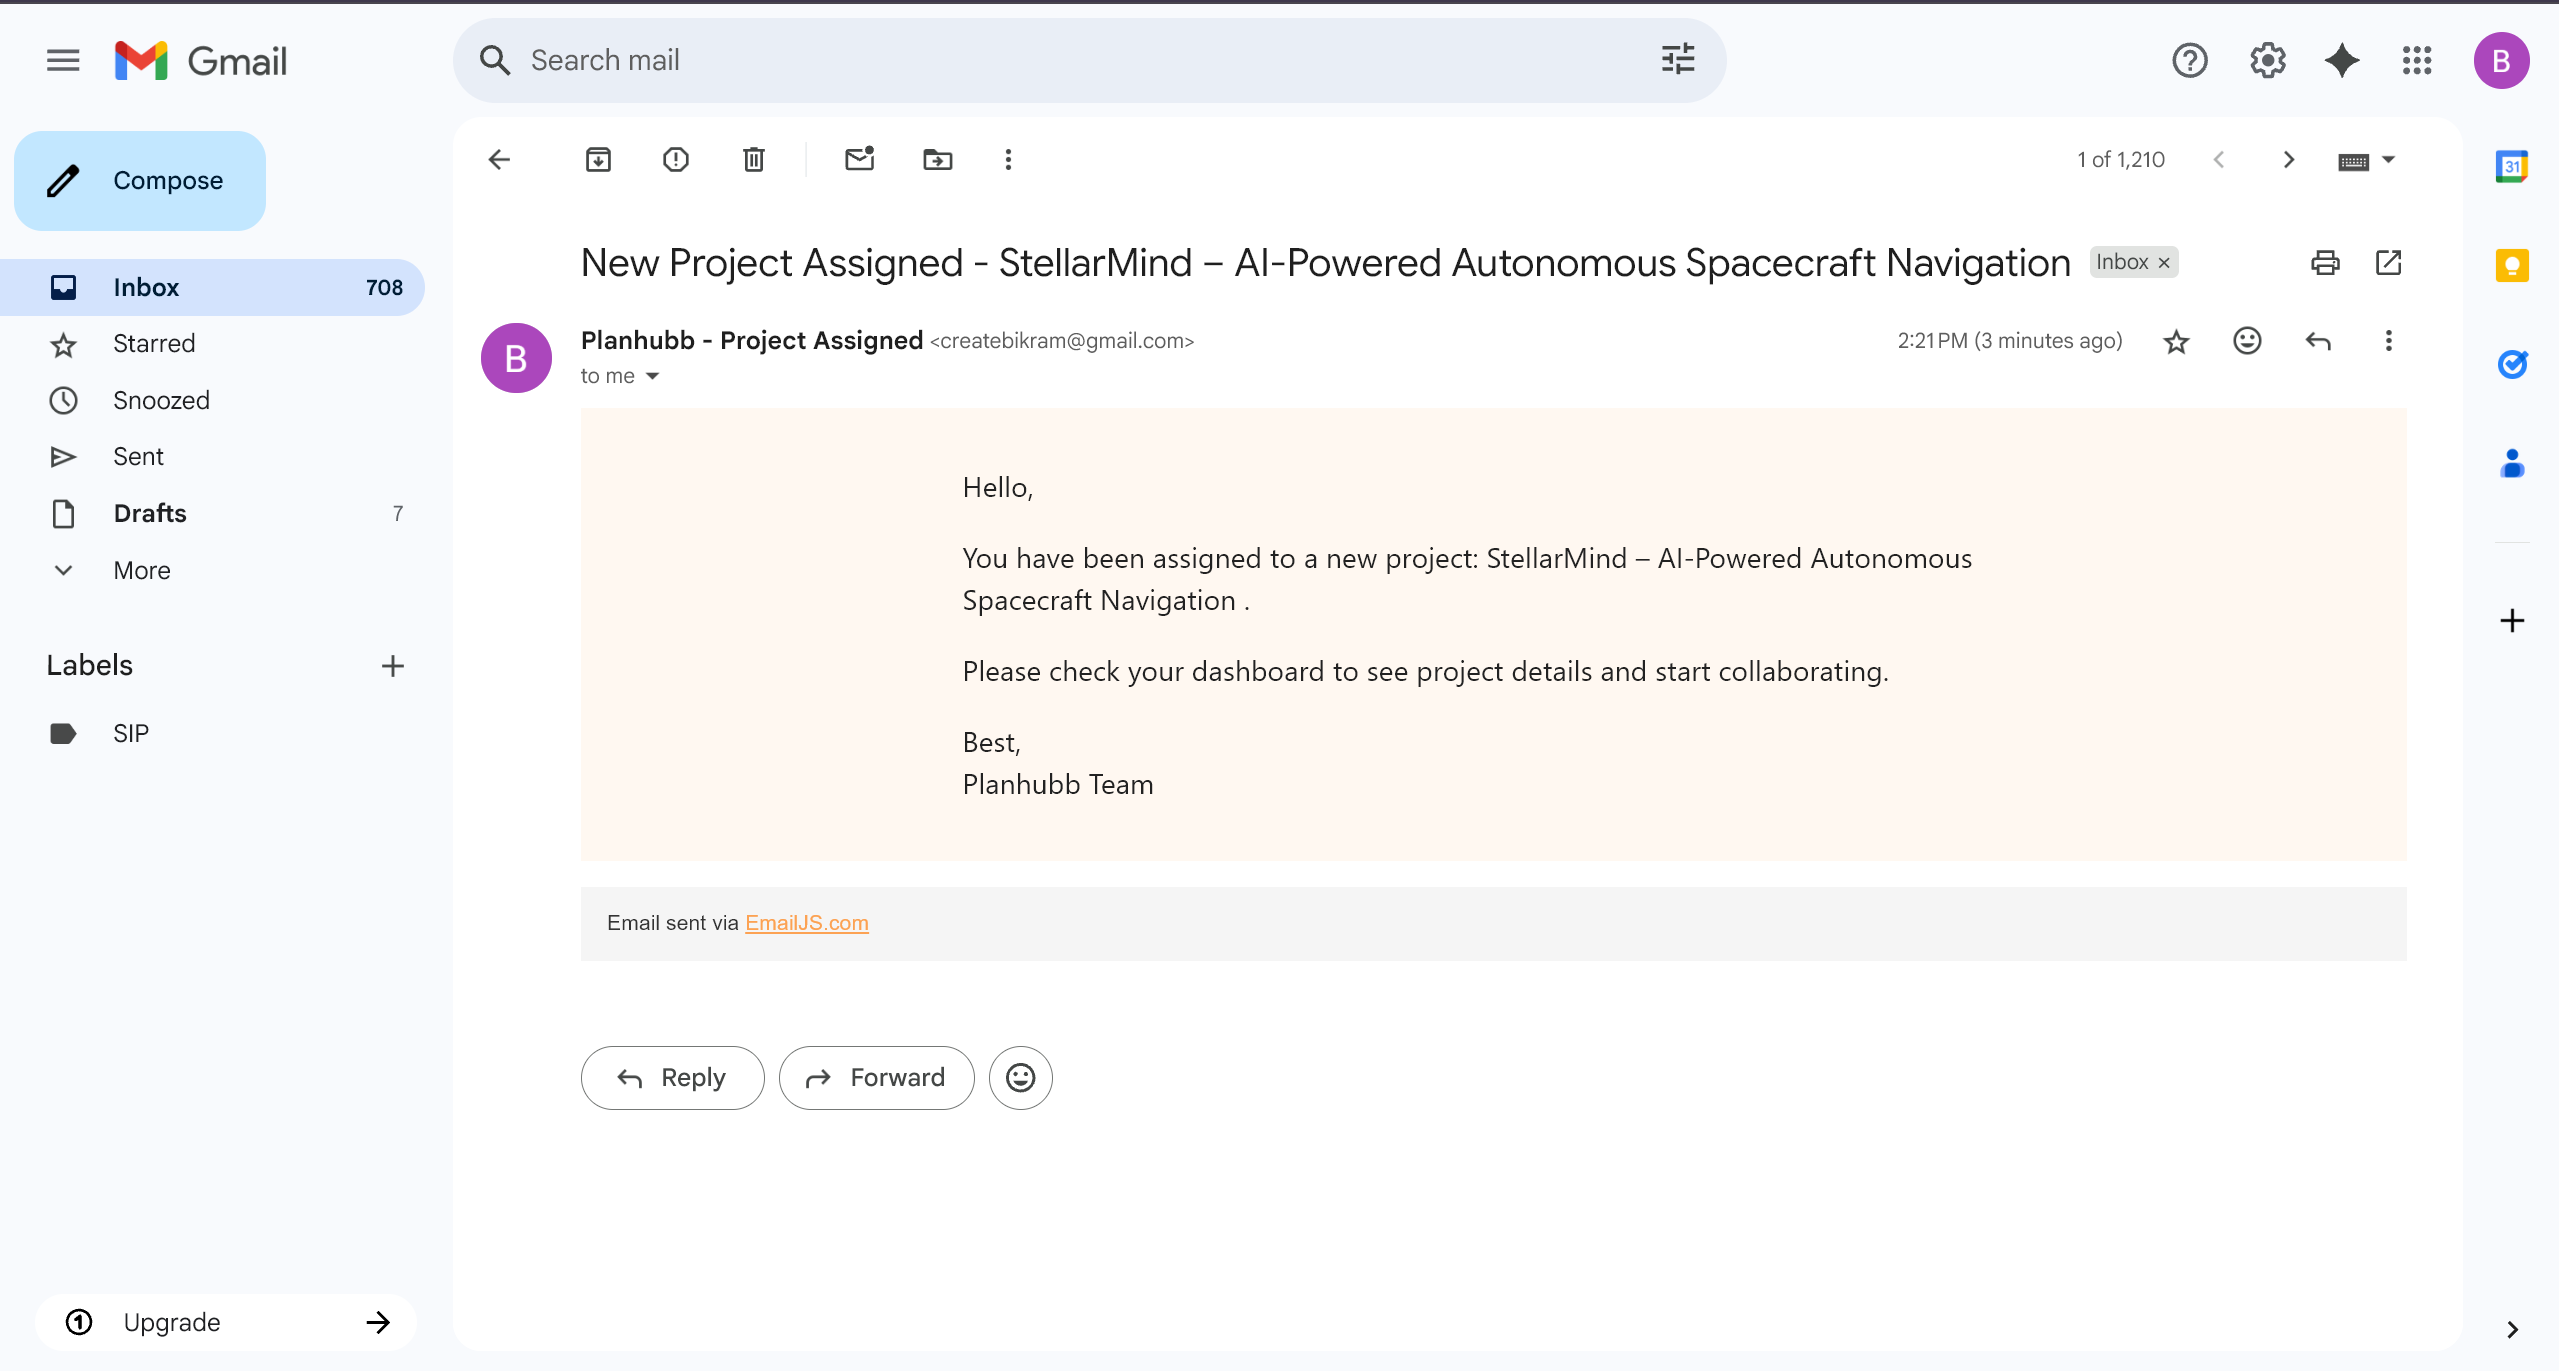 Gmail
Search mail
B
Compose
Inbox 708
Starred
Snoozed
Sent
Drafts 7
More
Labels
SIP
Upgrade
1 of 1,210
New Project Assigned - StellarMind – AI-Powered Autonomous Spacecraft Navigation
Inbox ×
B
Planhubb - Project Assigned <createbikram@gmail.com>
2:21 PM (3 minutes ago)
to me
Hello,
You have been assigned to a new project: StellarMind – AI-Powered Autonomous
Spacecraft Navigation .
Please check your dashboard to see project details and start collaborating.
Best,
Planhubb Team
Email sent via EmailJS.com
Reply
Forward
31